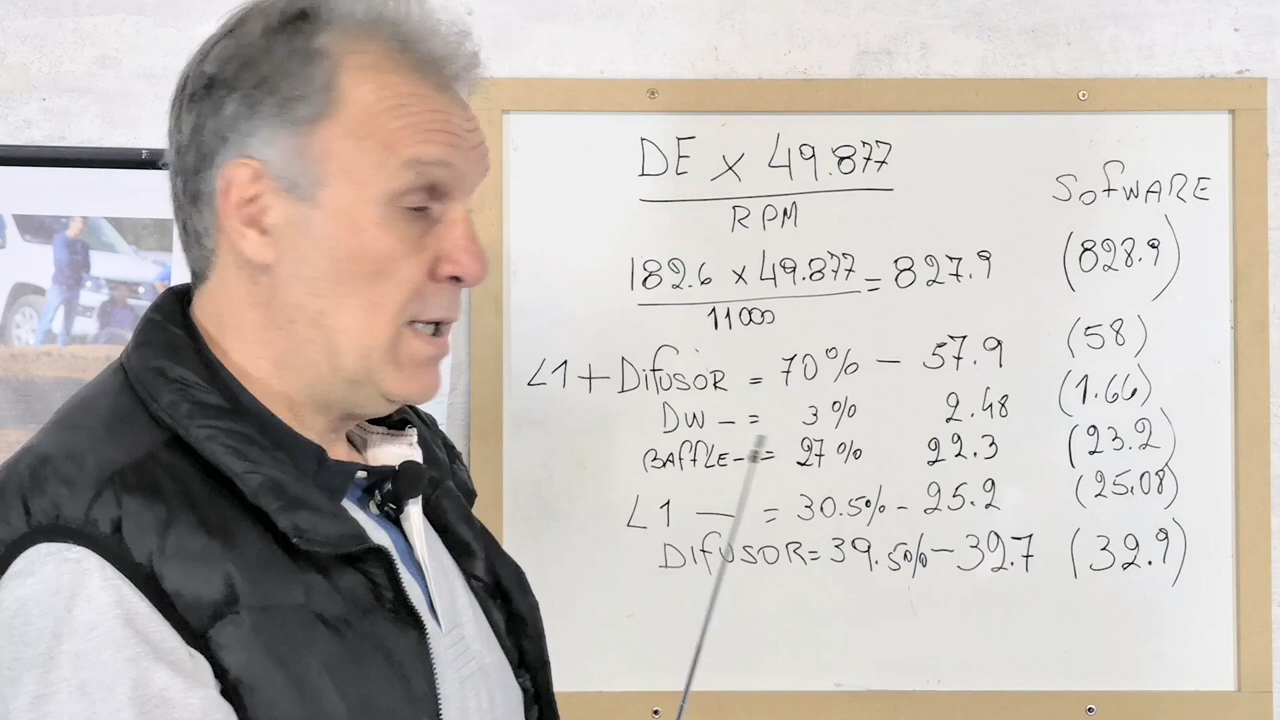 DE x 49.877
RPM
SOFWARE
182.6 x 49.877 = 827.9 (828.9)
11000
L1 + DifUSOR = 70% - 57.9 (58)
DW - = 3% 2.48 (1.66)
BAffLE - = 27% 22.3 (23.2)
L1 — = 30.5% - 25.2 (25.08)
DIfUSOR = 39.5% - 32.7 (32.9)